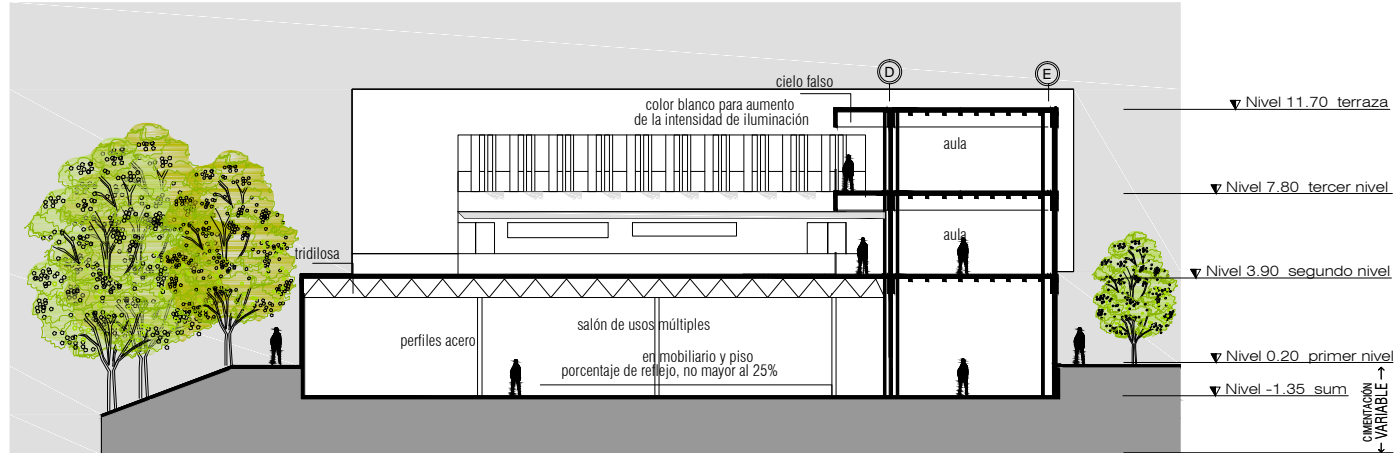 D
E
cielo falso
color blanco para aumento
de la intensidad de iluminación
Nivel 11.70 terraza
aula
Nivel 7.80 tercer nivel
aula
tridilosa
Nivel 3.90 segundo nivel
salón de usos múltiples
perfiles acero
en mobiliario y piso
porcentaje de reflejo, no mayor al 25%
Nivel 0.20 primer nivel
Nivel -1.35 sum
CIMENTACIÓN
VARIABLE